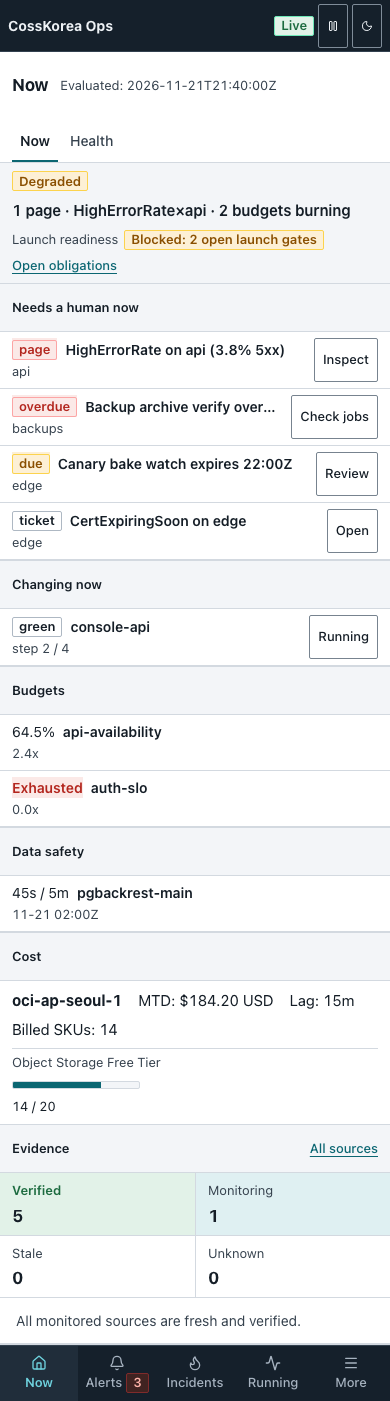 CossKorea Ops
Live
Now Evaluated: 2026-11-21T21:40:00Z
Now Health
Degraded
1 page · HighErrorRate×api · 2 budgets burning
Launch readiness Blocked: 2 open launch gates
Open obligations
Needs a human now
page HighErrorRate on api (3.8% 5xx)
api
Inspect
overdue Backup archive verify over...
backups
Check jobs
due Canary bake watch expires 22:00Z
edge
Review
ticket CertExpiringSoon on edge
edge
Open
Changing now
green console-api
step 2 / 4
Running
Budgets
64.5% api-availability
2.4x
Exhausted auth-slo
0.0x
Data safety
45s / 5m pgbackrest-main
11-21 02:00Z
Cost
oci-ap-seoul-1 MTD: $184.20 USD Lag: 15m
Billed SKUs: 14
Object Storage Free Tier
14 / 20
Evidence All sources
Verified
5
Monitoring
1
Stale
0
Unknown
0
All monitored sources are fresh and verified.
Now Alerts 3 Incidents Running More